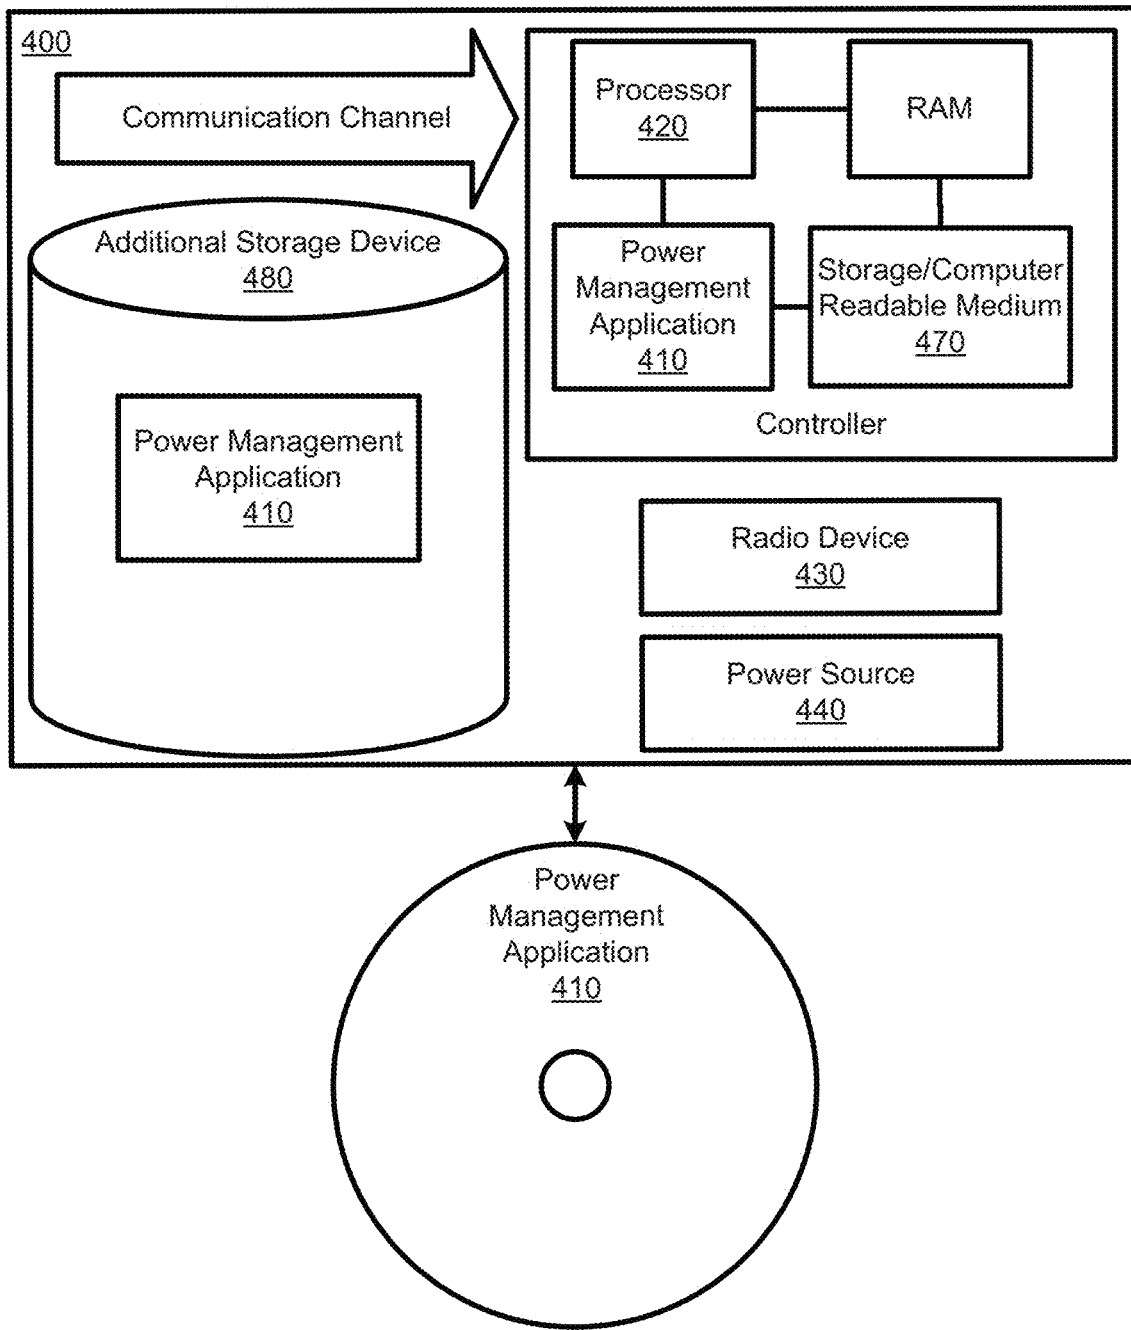 400
Communication Channel
Processor
420
RAM
Power
Management
Application
410
Storage/Computer
Readable Medium
470
Controller
Additional Storage Device
480
Power Management
Application
410
Radio Device
430
Power Source
440
Power
Management
Application
410